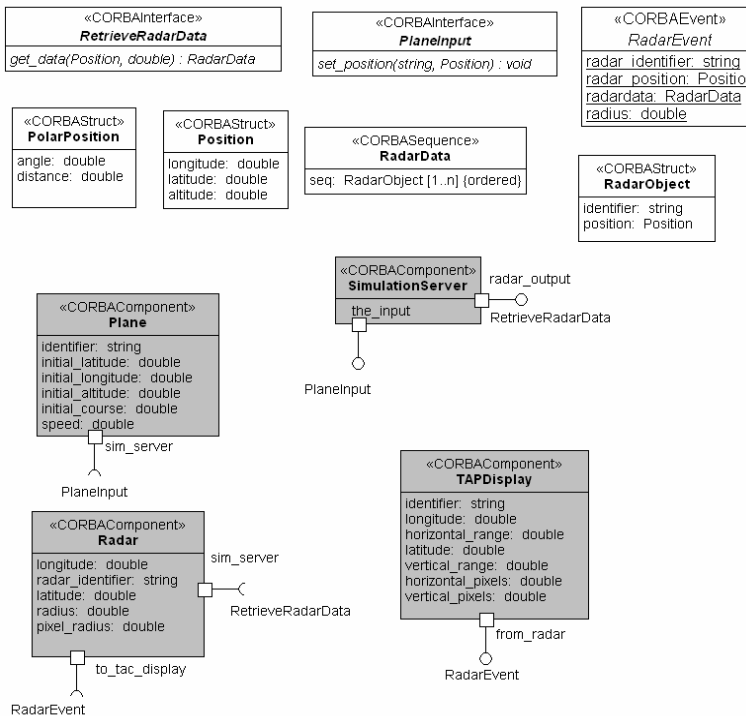 «CORBAInterface»
RetrieveRadarData
get_data(Position, double) : RadarData
«CORBAInterface»
PlaneInput
set_position(string, Position) : void
«CORBAEvent»
RadarEvent
radar_identifier: string
radar_position: Positio
radardata: RadarData
radius: double
«CORBAStruct»
PolarPosition
angle: double
distance: double
«CORBAStruct»
Position
longitude: double
latitude: double
altitude: double
«CORBASequence»
RadarData
seq: RadarObject [1..n] {ordered}
«CORBAStruct»
RadarObject
identifier: string
position: Position
«CORBAComponent»
SimulationServer
the_input
radar_output
RetrieveRadarData
PlaneInput
«CORBAComponent»
Plane
identifier: string
initial_latitude: double
initial_longitude: double
initial_altitude: double
initial_course: double
speed: double
sim_server
PlaneInput
«CORBAComponent»
Radar
longitude: double
radar_identifier: string
latitude: double
radius: double
pixel_radius: double
sim_server
RetrieveRadarData
to_tac_display
RadarEvent
«CORBAComponent»
TAPDisplay
identifier: string
longitude: double
horizontal_range: double
latitude: double
vertical_range: double
horizontal_pixels: double
vertical_pixels: double
from_radar
RadarEvent